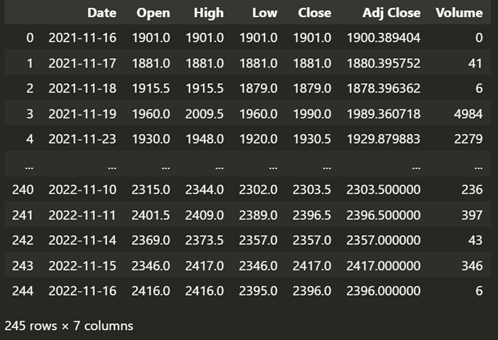 Date Open High Low Close Adj Close Volume
0 2021-11-16 1901.0 1901.0 1901.0 1901.0 1900.389404 0
1 2021-11-17 1881.0 1881.0 1881.0 1881.0 1880.395752 41
2 2021-11-18 1915.5 1915.5 1879.0 1879.0 1878.396362 6
3 2021-11-19 1960.0 2009.5 1960.0 1990.0 1989.360718 4984
4 2021-11-23 1930.0 1948.0 1920.0 1930.5 1929.879883 2279
... ... ... ... ... ... ... ...
240 2022-11-10 2315.0 2344.0 2302.0 2303.5 2303.500000 236
241 2022-11-11 2401.5 2409.0 2389.0 2396.5 2396.500000 397
242 2022-11-14 2369.0 2373.5 2357.0 2357.0 2357.000000 43
243 2022-11-15 2346.0 2417.0 2346.0 2417.0 2417.000000 346
244 2022-11-16 2416.0 2416.0 2395.0 2396.0 2396.000000 6
245 rows × 7 columns